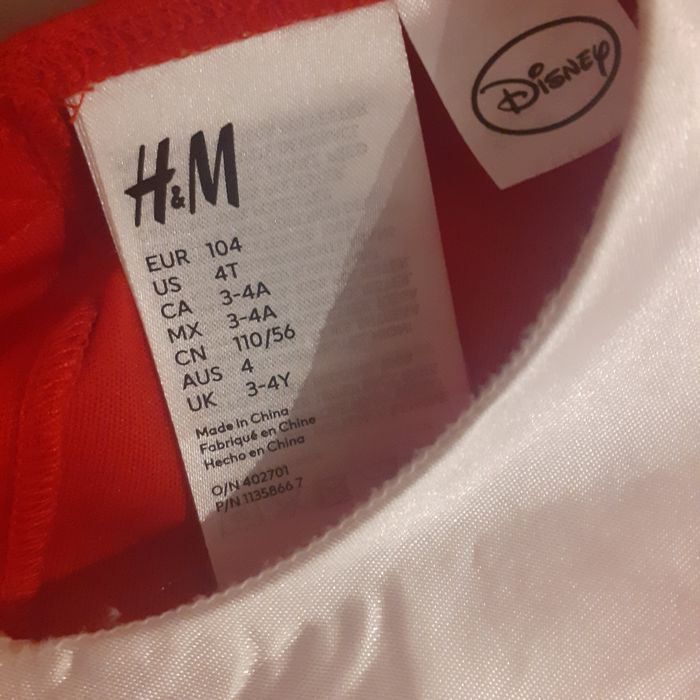 H&M
EUR 104
US 4T
CA 3-4A
MX 3-4A
CN 110/56
AUS 4
UK 3-4Y
Made in China
Fabriqué en Chine
Hecho en China
O/N 402701
P/N 1135866 7
Disney